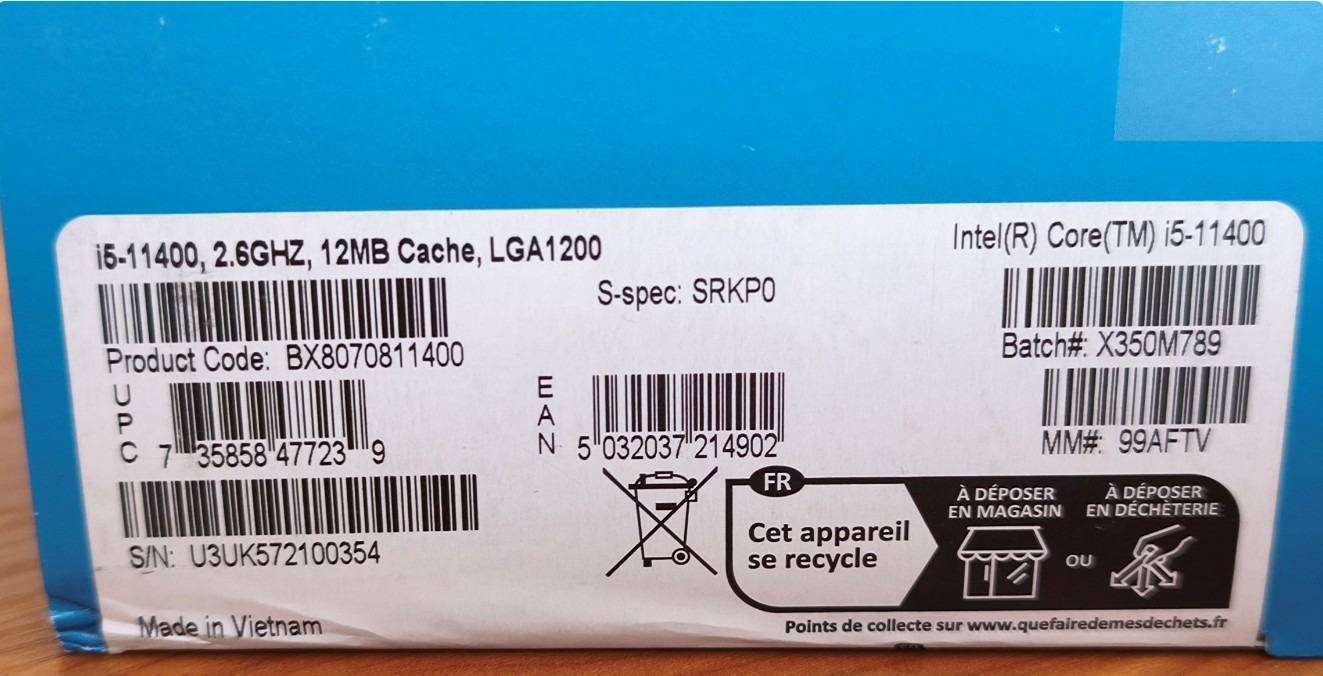 i5-11400, 2.6GHZ, 12MB Cache, LGA1200
Intel(R) Core(TM) i5-11400
S-spec: SRKP0
Product Code: BX8070811400
Batch#: X350M789
UPC
7 35858 47723 9
EAN
5 032037 214902
MM#: 99AFTV
S/N: U3UK572100354
FR
Cet appareil
se recycle
À DÉPOSER
EN MAGASIN
OU
À DÉPOSER
EN DÉCHÈTERIE
Points de collecte sur www.quefairedemesdechets.fr
Made in Vietnam